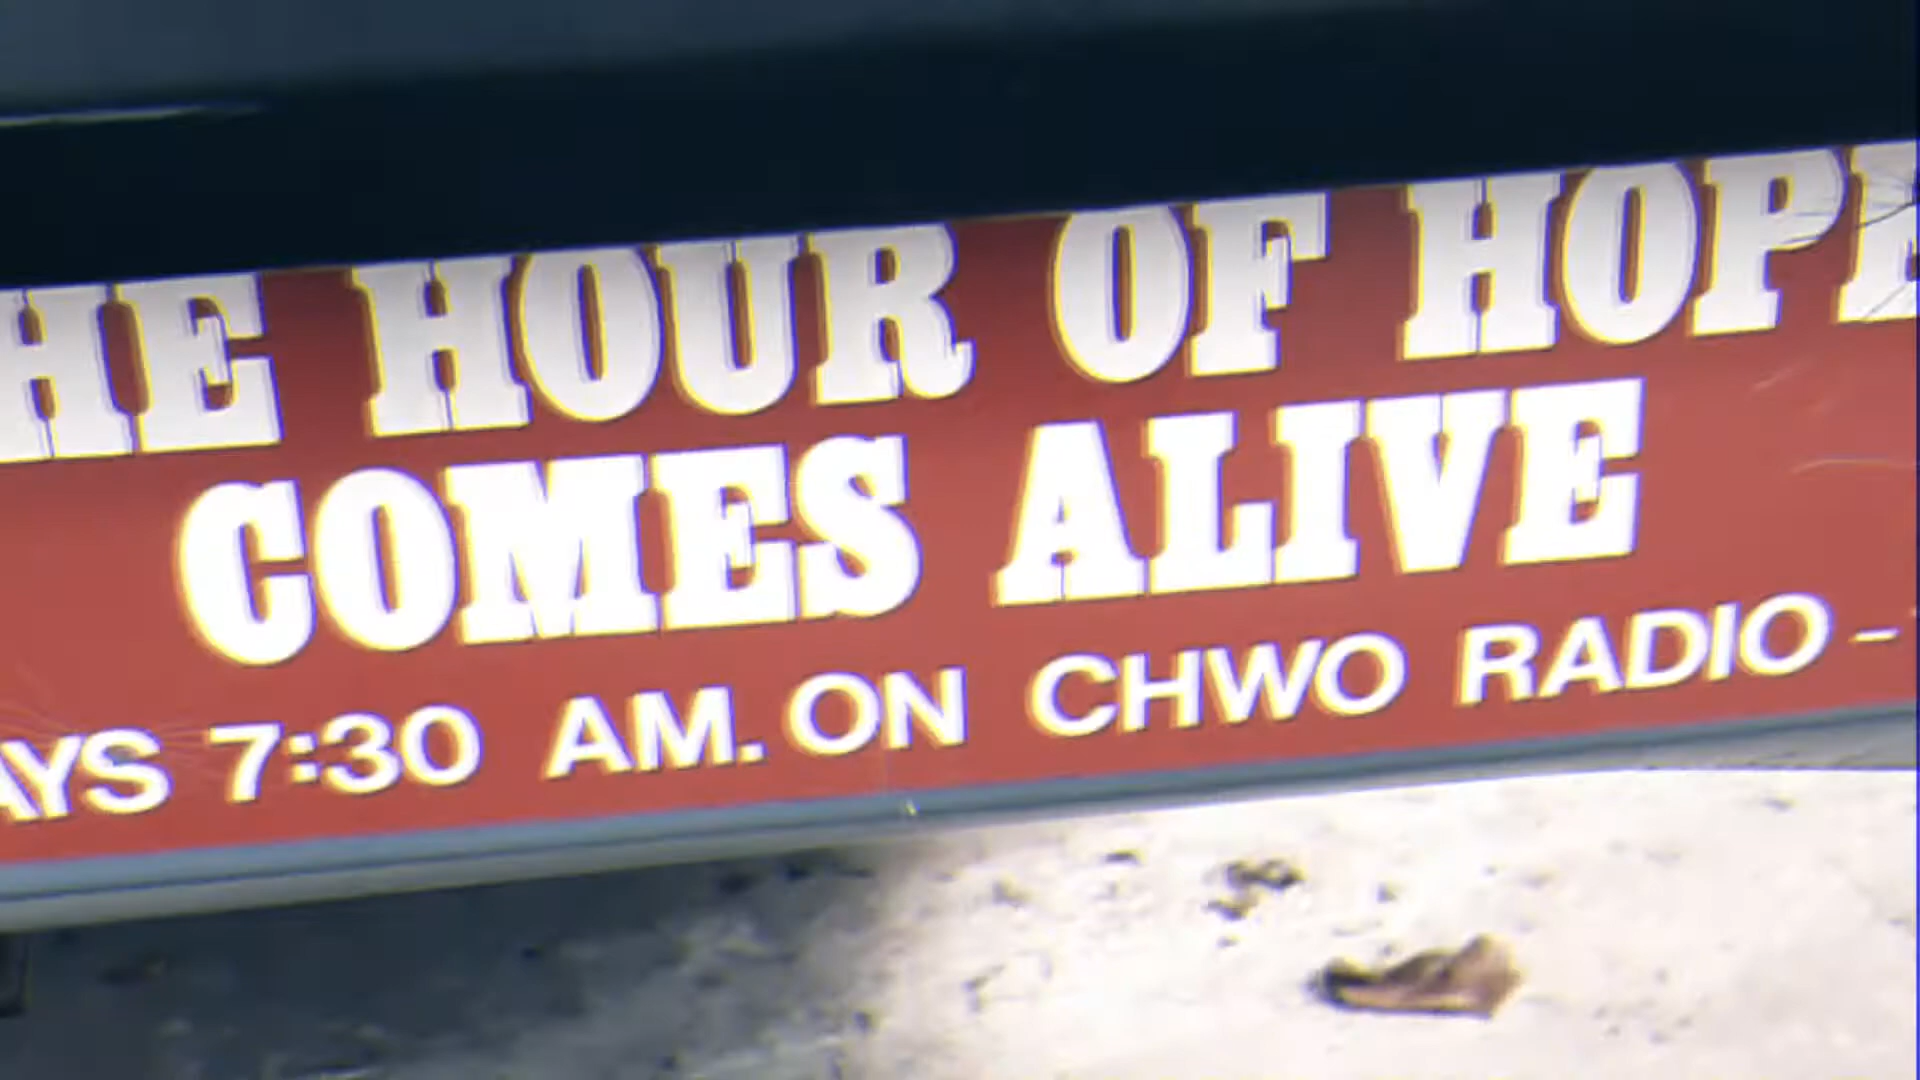 HE HOUR OF HOPE
COMES ALIVE
AYS 7:30 AM. ON CHWO RADIO –